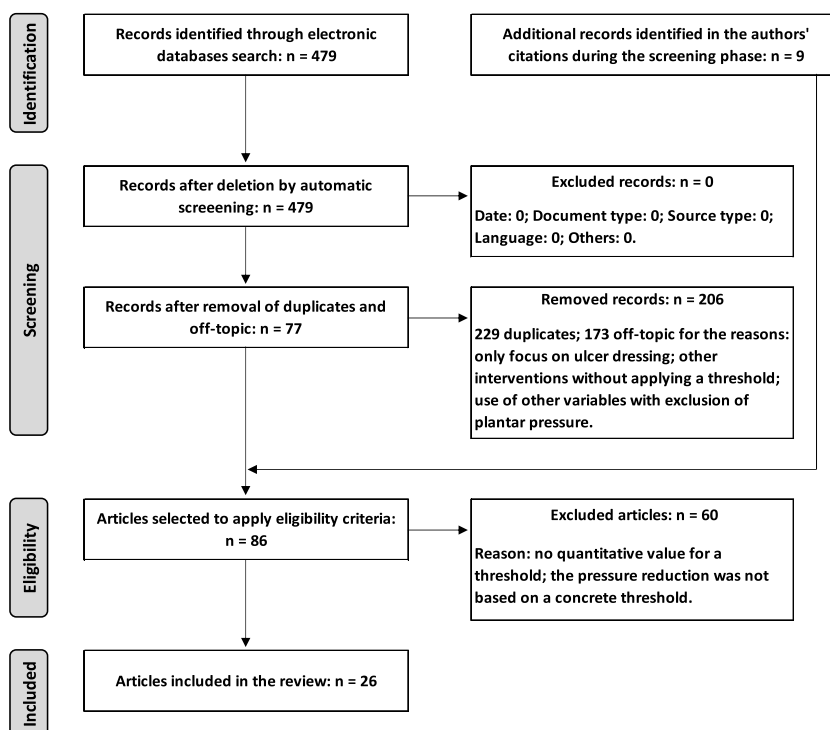 Identification
Records identified through electronic
databases search: n = 479
Additional records identified in the authors'
citations during the screening phase: n = 9
Screening
Records after deletion by automatic
screeening: n = 479
Excluded records: n = 0
Date: 0; Document type: 0; Source type: 0;
Language: 0; Others: 0.
Records after removal of duplicates and
off-topic: n = 77
Removed records: n = 206
229 duplicates; 173 off-topic for the reasons:
only focus on ulcer dressing; other
interventions without applying a threshold;
use of other variables with exclusion of
plantar pressure.
Eligibility
Articles selected to apply eligibility criteria:
n = 86
Excluded articles: n = 60
Reason: no quantitative value for a
threshold; the pressure reduction was not
based on a concrete threshold.
Included
Articles included in the review: n = 26